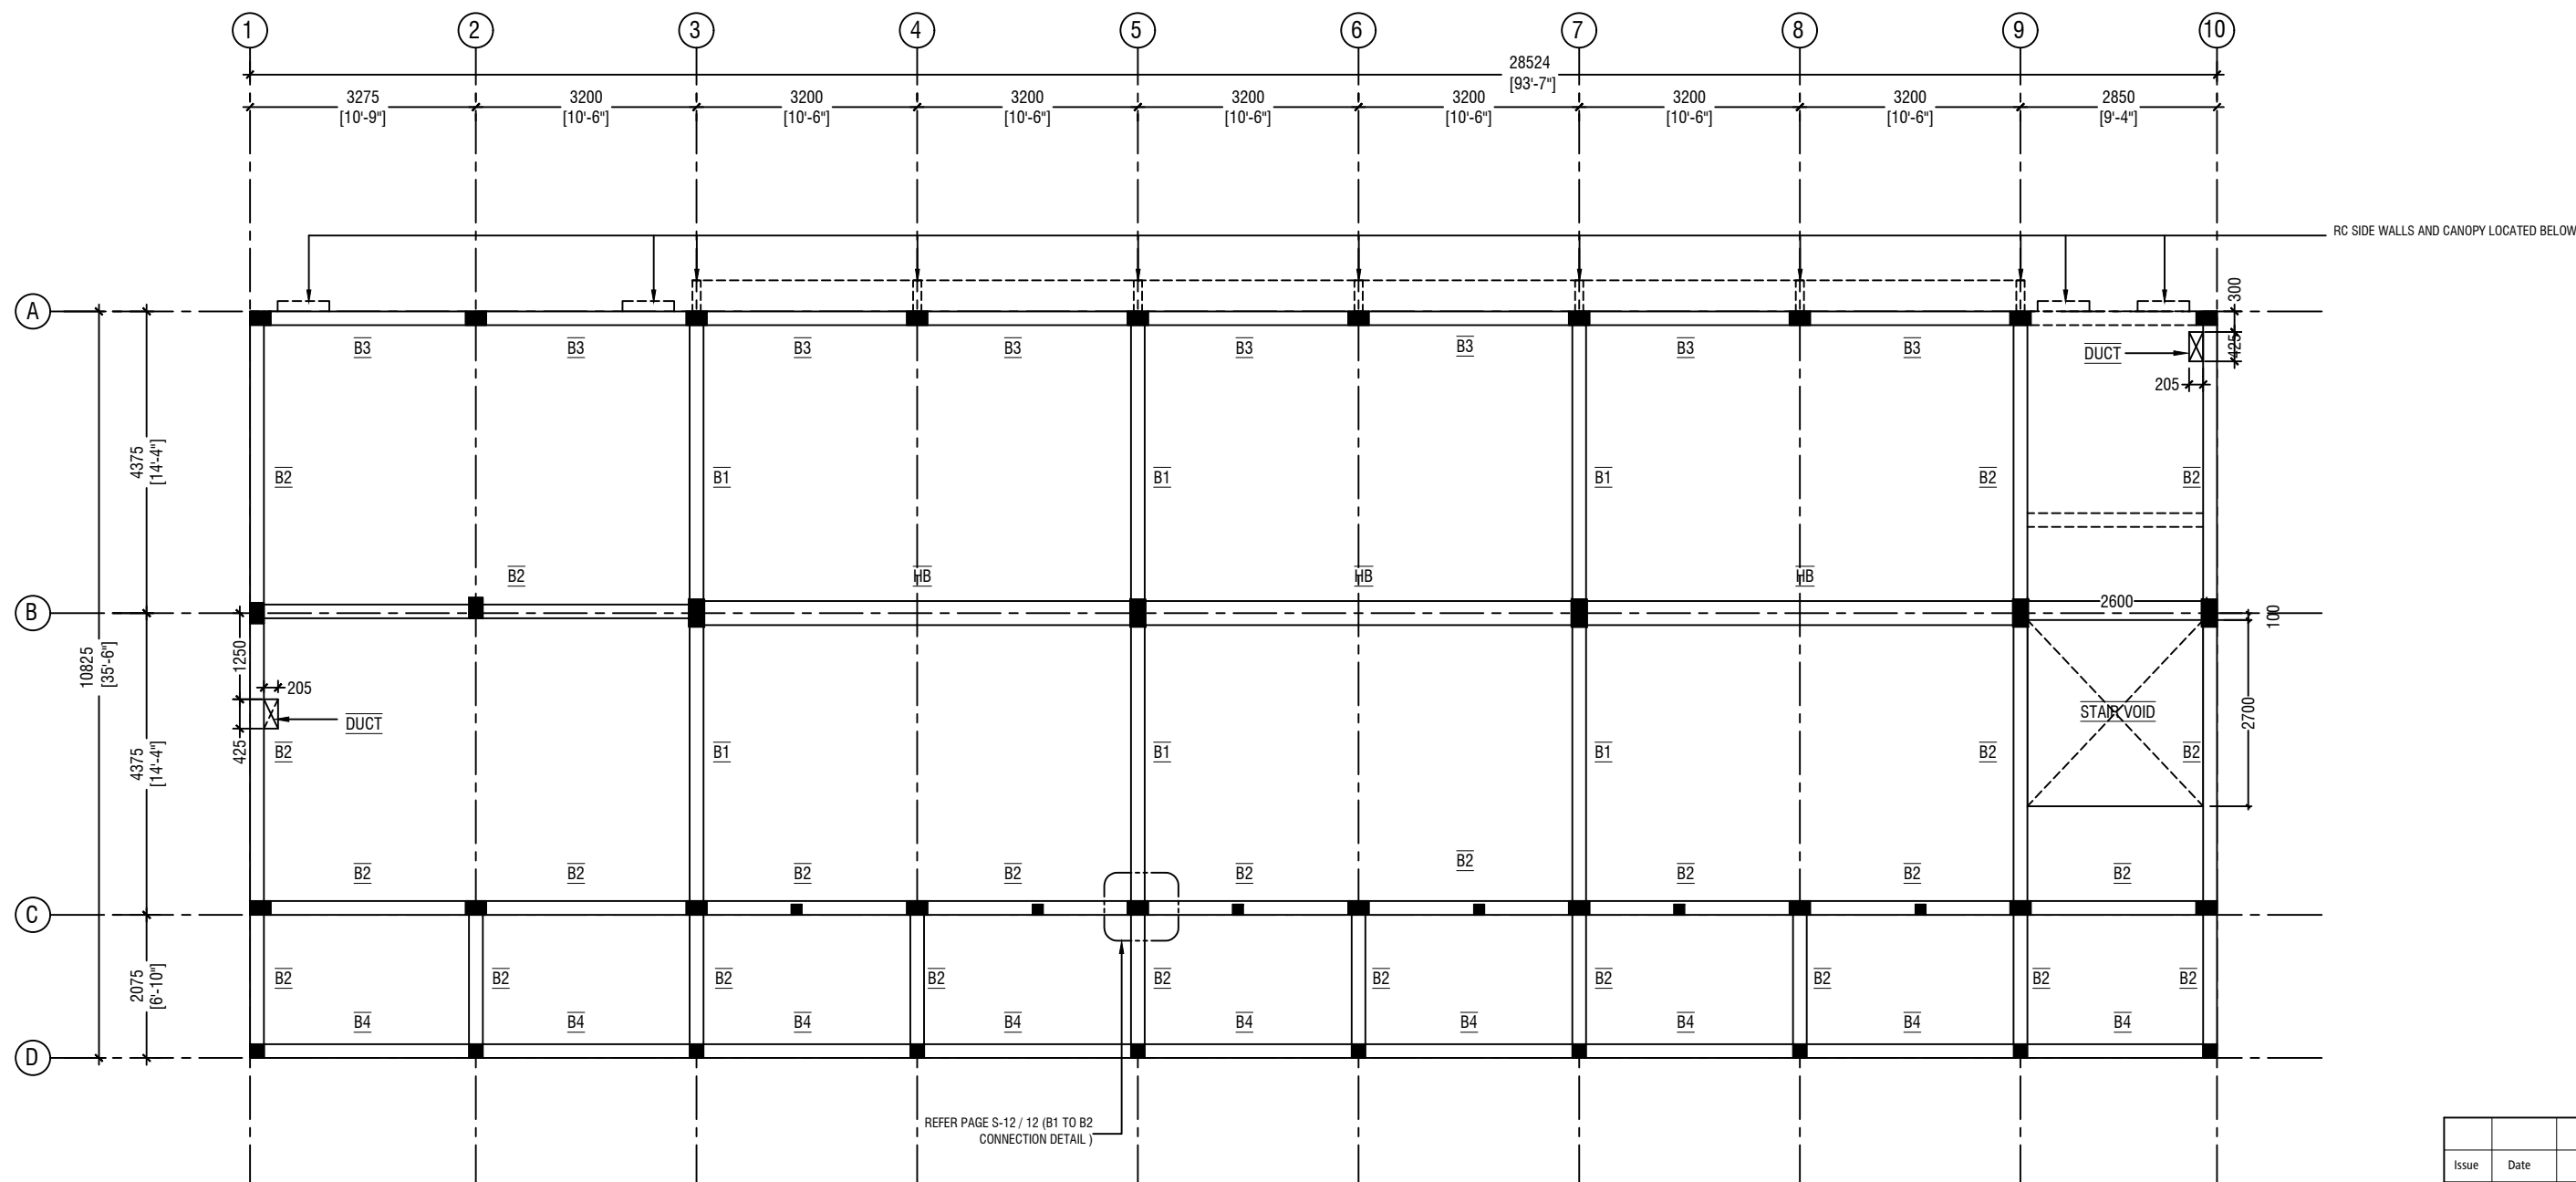 1 2 3 4 5 6 7 8 9 10
28524
[93'-7"]
3275 3200 3200 3200 3200 3200 3200 3200 2850
[10'-9"] [10'-6"] [10'-6"] [10'-6"] [10'-6"] [10'-6"] [10'-6"] [10'-6"] [9'-4"]
RC SIDE WALLS AND CANOPY LOCATED BELOW
A
300
B3 B3 B3 B3 B3 B3 B3 B3
DUCT
425
205
4375
[14'-4"]
B2 B1 B1 B1 B2 B2
B2 HB HB HB
B
2600
100
10825
[35'-6"]
1250
205
DUCT
425
STAIR VOID
2700
4375
[14'-4"]
B2 B1 B1 B1 B2 B2
B2 B2 B2 B2 B2 B2 B2 B2 B2
C
2075
[6'-10"]
B2 B2 B2 B2 B2 B2 B2 B2 B2 B2
B4 B4 B4 B4 B4 B4 B4 B4 B4
D
REFER PAGE S-12 / 12 (B1 TO B2
CONNECTION DETAIL )
Issue Date